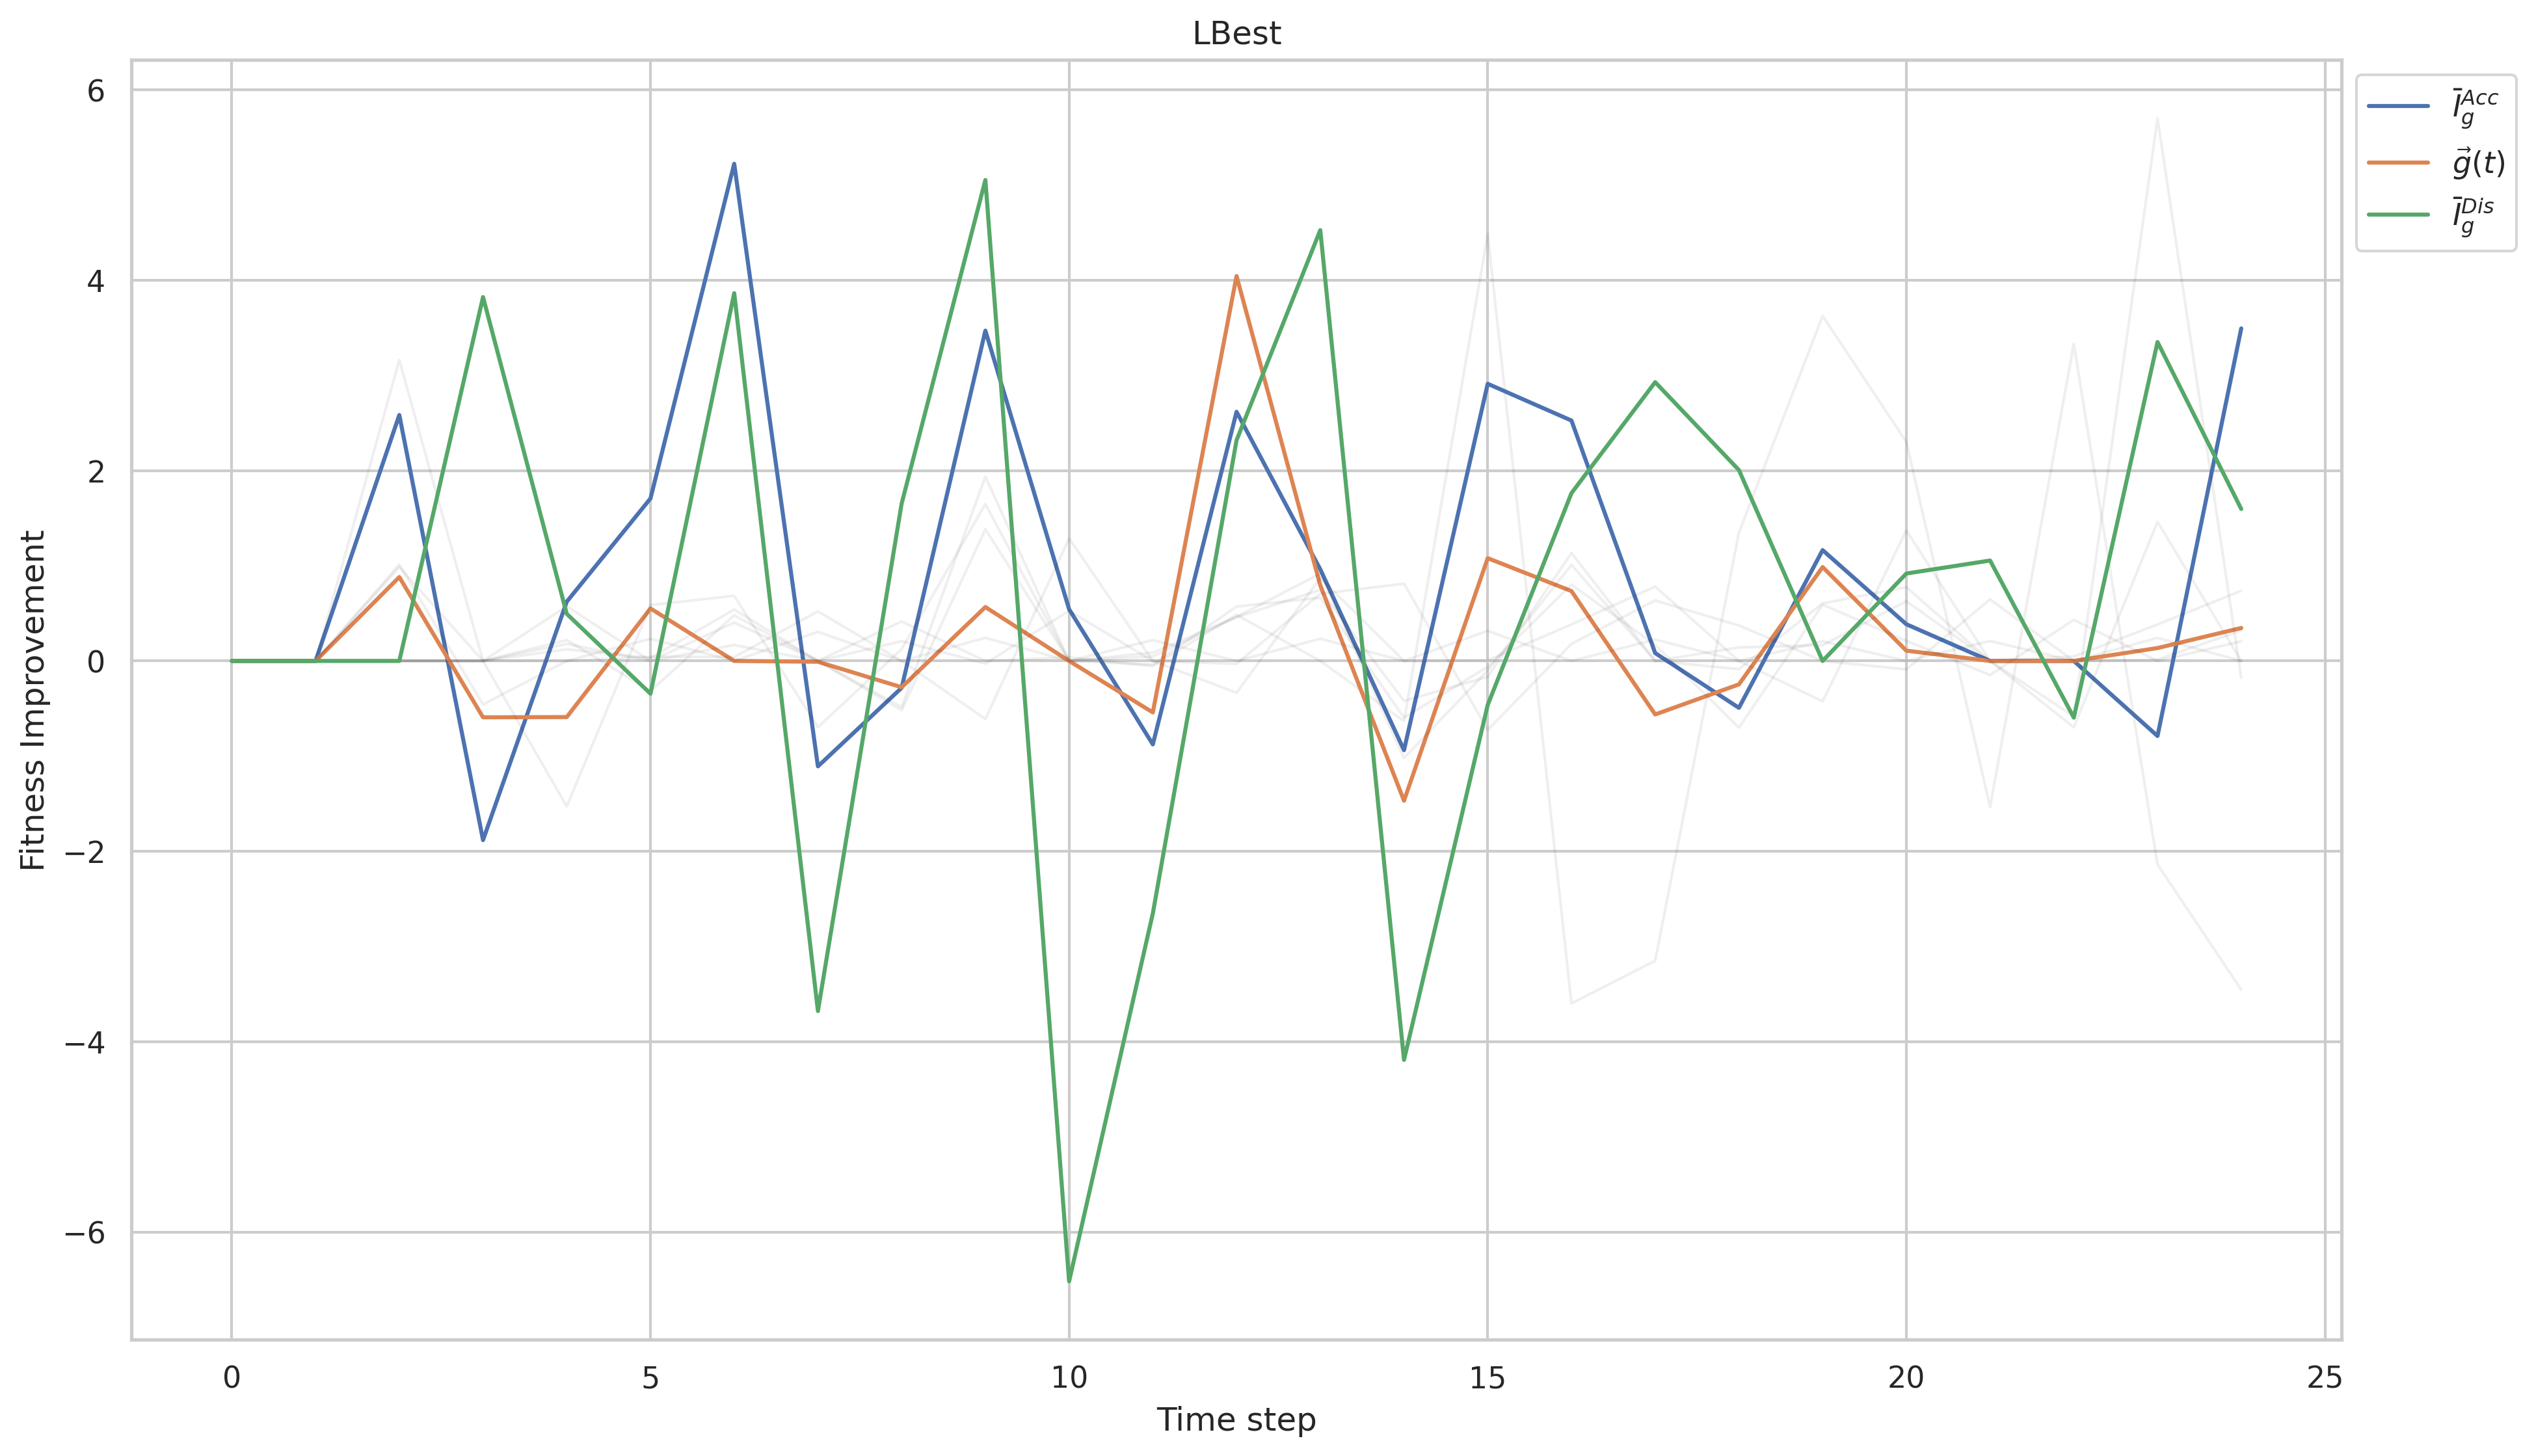 LBest
Fitness Improvement
6
4
2
0
−2
−4
−6
0 5 10 15 20 25
Time step
Ī_g^{Acc}
g⃗(t)
Ī_g^{Dis}